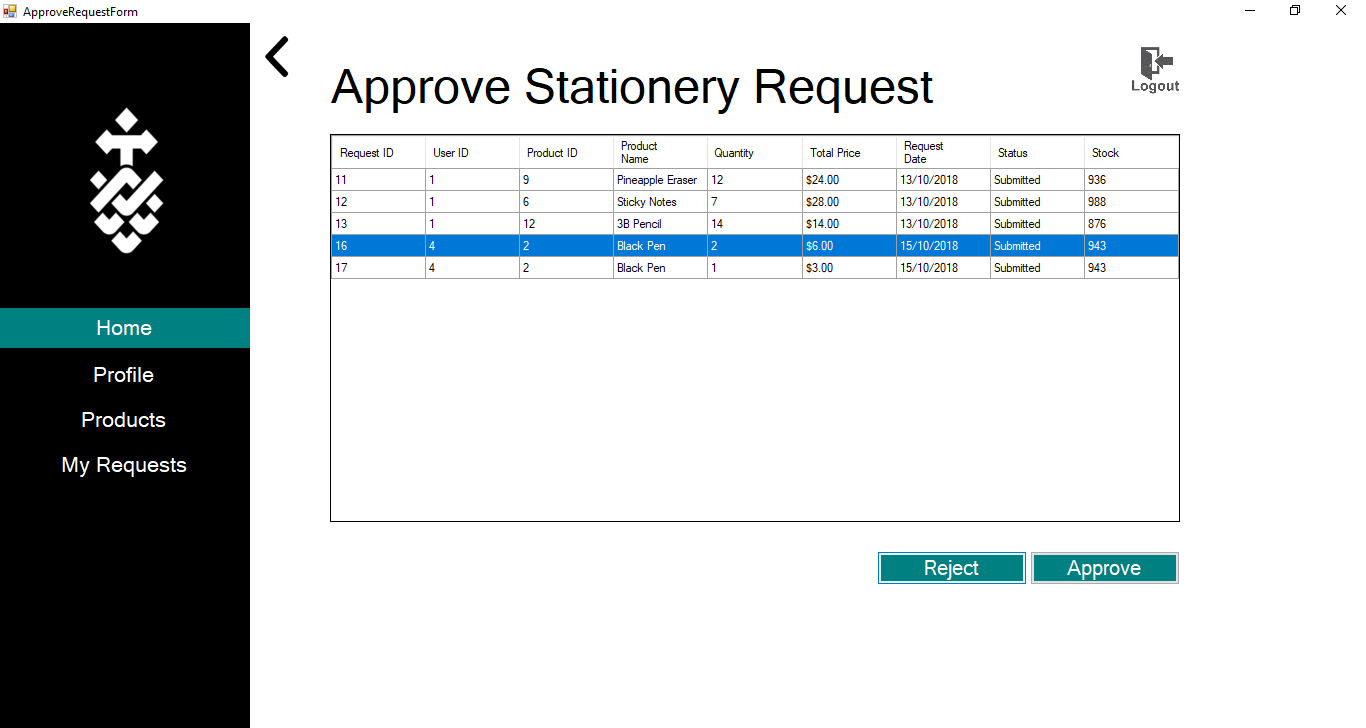 ApproveRequestForm
Approve Stationery Request
Logout
Home
Profile
Products
My Requests
Request ID User ID Product ID Product Name Quantity Total Price Request Date Status Stock
11 1 9 Pineapple Eraser 12 $24.00 13/10/2018 Submitted 936
12 1 6 Sticky Notes 7 $28.00 13/10/2018 Submitted 988
13 1 12 3B Pencil 14 $14.00 13/10/2018 Submitted 876
16 4 2 Black Pen 2 $6.00 15/10/2018 Submitted 943
17 4 2 Black Pen 1 $3.00 15/10/2018 Submitted 943
Reject Approve